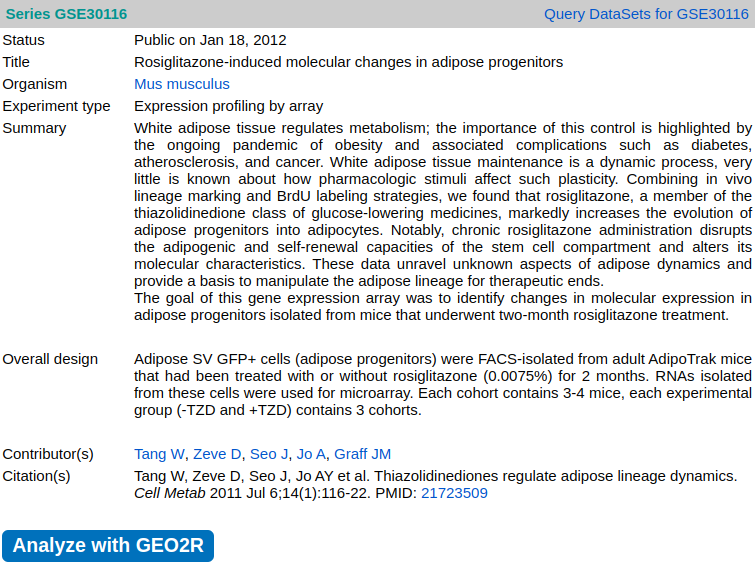 Series GSE30116 Query DataSets for GSE30116
Status Public on Jan 18, 2012
Title Rosiglitazone-induced molecular changes in adipose progenitors
Organism Mus musculus
Experiment type Expression profiling by array
Summary White adipose tissue regulates metabolism; the importance of this control is highlighted by
the ongoing pandemic of obesity and associated complications such as diabetes,
atherosclerosis, and cancer. White adipose tissue maintenance is a dynamic process, very
little is known about how pharmacologic stimuli affect such plasticity. Combining in vivo
lineage marking and BrdU labeling strategies, we found that rosiglitazone, a member of the
thiazolidinedione class of glucose-lowering medicines, markedly increases the evolution of
adipose progenitors into adipocytes. Notably, chronic rosiglitazone administration disrupts
the adipogenic and self-renewal capacities of the stem cell compartment and alters its
molecular characteristics. These data unravel unknown aspects of adipose dynamics and
provide a basis to manipulate the adipose lineage for therapeutic ends.
The goal of this gene expression array was to identify changes in molecular expression in
adipose progenitors isolated from mice that underwent two-month rosiglitazone treatment.
Overall design Adipose SV GFP+ cells (adipose progenitors) were FACS-isolated from adult AdipoTrak mice
that had been treated with or without rosiglitazone (0.0075%) for 2 months. RNAs isolated
from these cells were used for microarray. Each cohort contains 3-4 mice, each experimental
group (-TZD and +TZD) contains 3 cohorts.
Contributor(s) Tang W, Zeve D, Seo J, Jo A, Graff JM
Citation(s) Tang W, Zeve D, Seo J, Jo AY et al. Thiazolidinediones regulate adipose lineage dynamics.
Cell Metab 2011 Jul 6;14(1):116-22. PMID: 21723509
Analyze with GEO2R